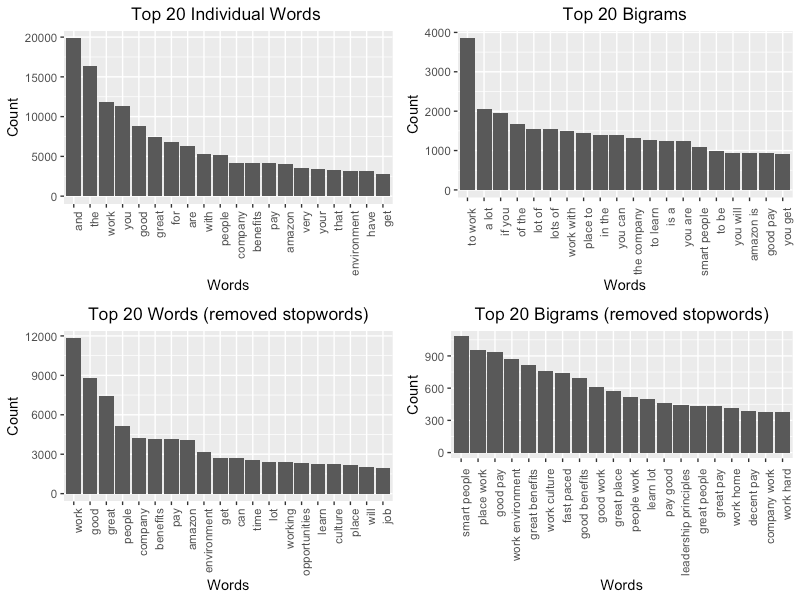 Top 20 Individual Words
Count
20000
15000
10000
5000
0
and
the
work
you
good
great
for
are
with
people
company
benefits
pay
amazon
very
your
that
environment
have
get
Words
Top 20 Bigrams
Count
4000
3000
2000
1000
0
to work
a lot
if you
of the
lot of
lots of
work with
place to
in the
you can
the company
to learn
is a
you are
smart people
to be
you will
amazon is
good pay
you get
Words
Top 20 Words (removed stopwords)
Count
12000
9000
6000
3000
0
work
good
great
people
company
benefits
pay
amazon
environment
get
can
time
lot
working
opportunities
learn
culture
place
will
job
Words
Top 20 Bigrams (removed stopwords)
Count
900
600
300
0
smart people
place work
good pay
work environment
great benefits
work culture
fast paced
good benefits
good work
great place
people work
learn lot
pay good
leadership principles
great people
great pay
work home
decent pay
company work
work hard
Words